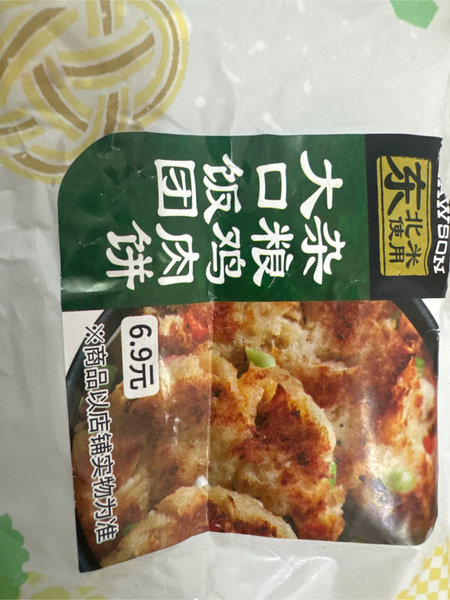 AWSON
东北米
使用
大口饭团
杂粮鸡肉饼
6.9元
※商品以店铺实物为准